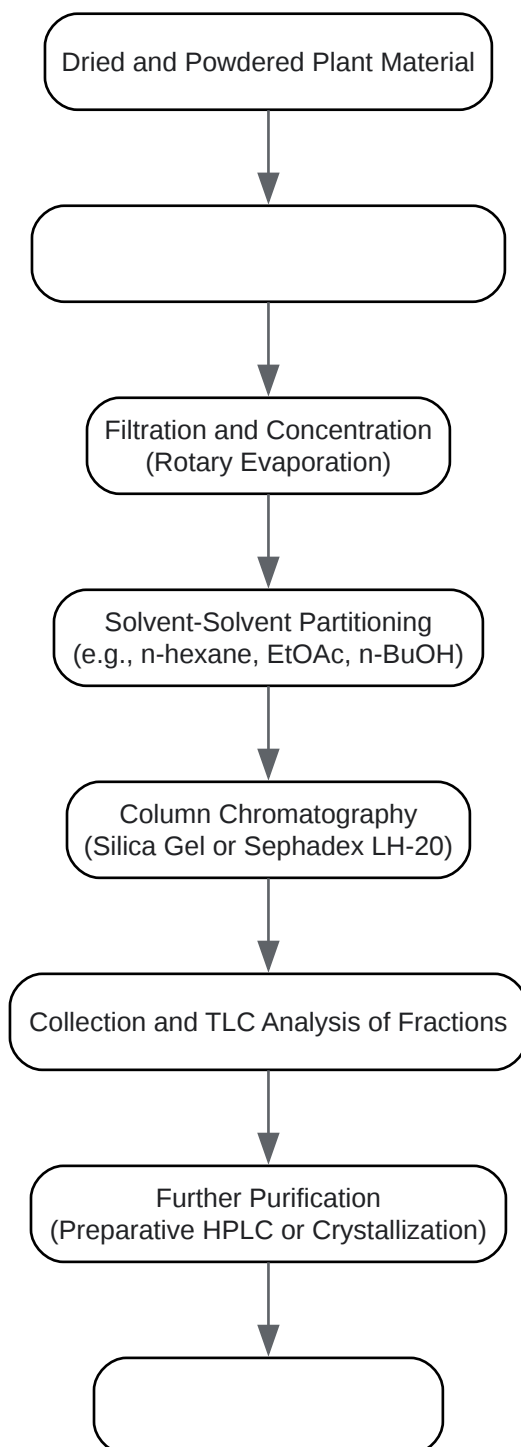 Dried and Powdered Plant Material
Filtration and Concentration
(Rotary Evaporation)
Solvent-Solvent Partitioning
(e.g., n-hexane, EtOAc, n-BuOH)
Column Chromatography
(Silica Gel or Sephadex LH-20)
Collection and TLC Analysis of Fractions
Further Purification
(Preparative HPLC or Crystallization)